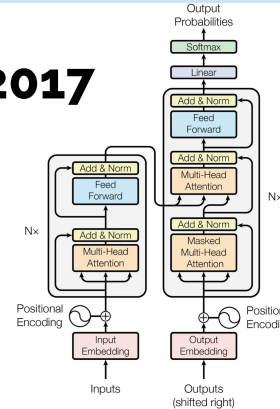 2017
Output
Probabilities
Softmax
Linear
Add & Norm
Feed
Forward
Add & Norm
Multi-Head
Attention
Add & Norm
Masked
Multi-Head
Attention
Nx
Add & Norm
Feed
Forward
Add & Norm
Multi-Head
Attention
N×
Positional
Encoding
Input
Embedding
Inputs
Output
Embedding
Outputs
(shifted right)